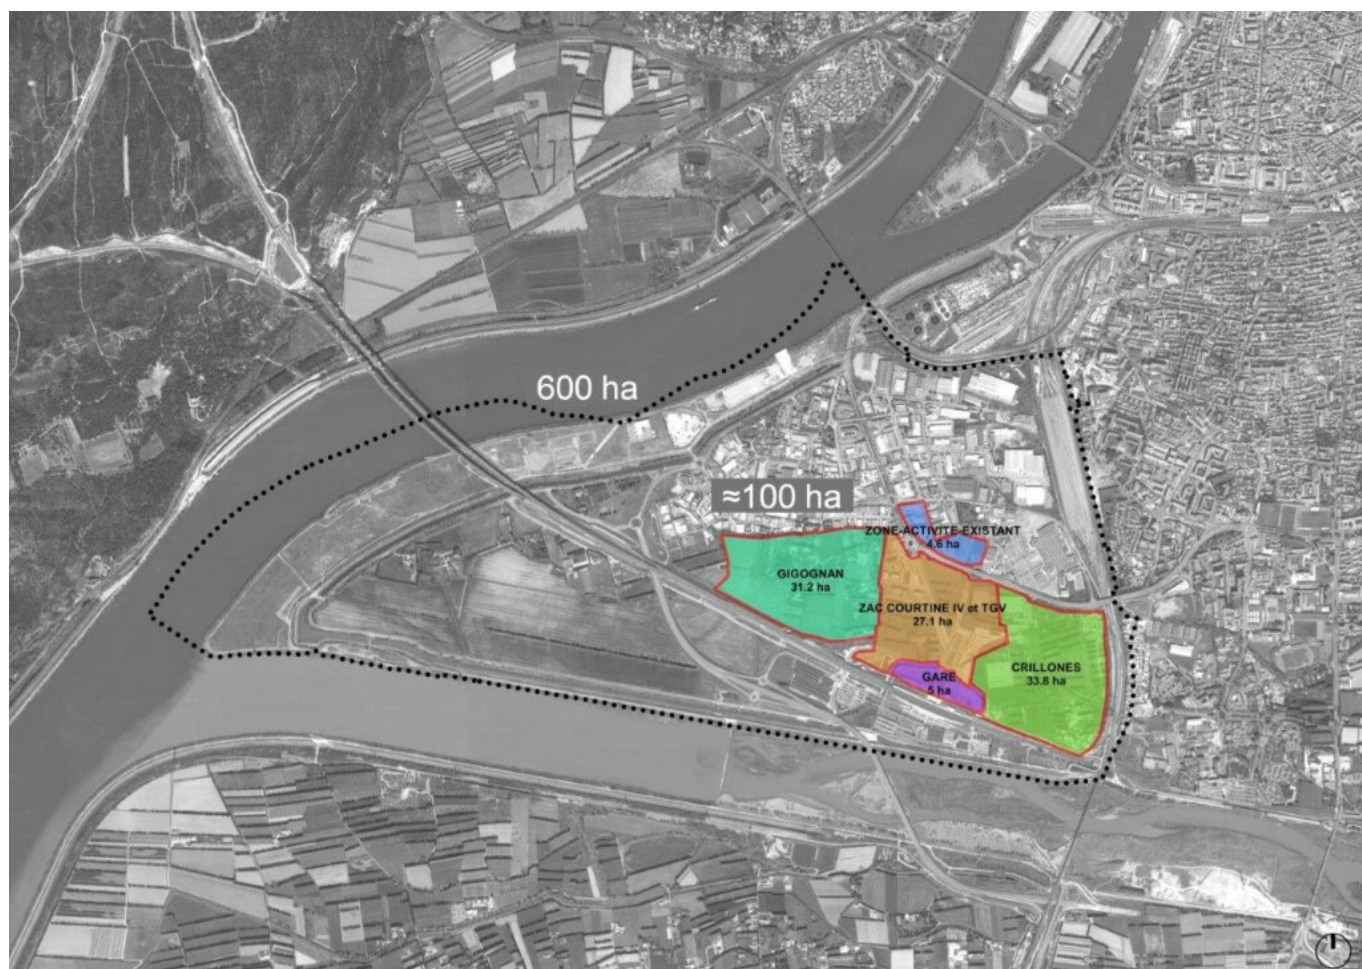 600 ha
≈100 ha
ZONE-ACTIVITE-EXISTANT
4.6 ha
GIGOGNAN
31.2 ha
ZAC COURTINE IV et TGV
27.1 ha
CRILLONES
33.8 ha
GARE
5 ha